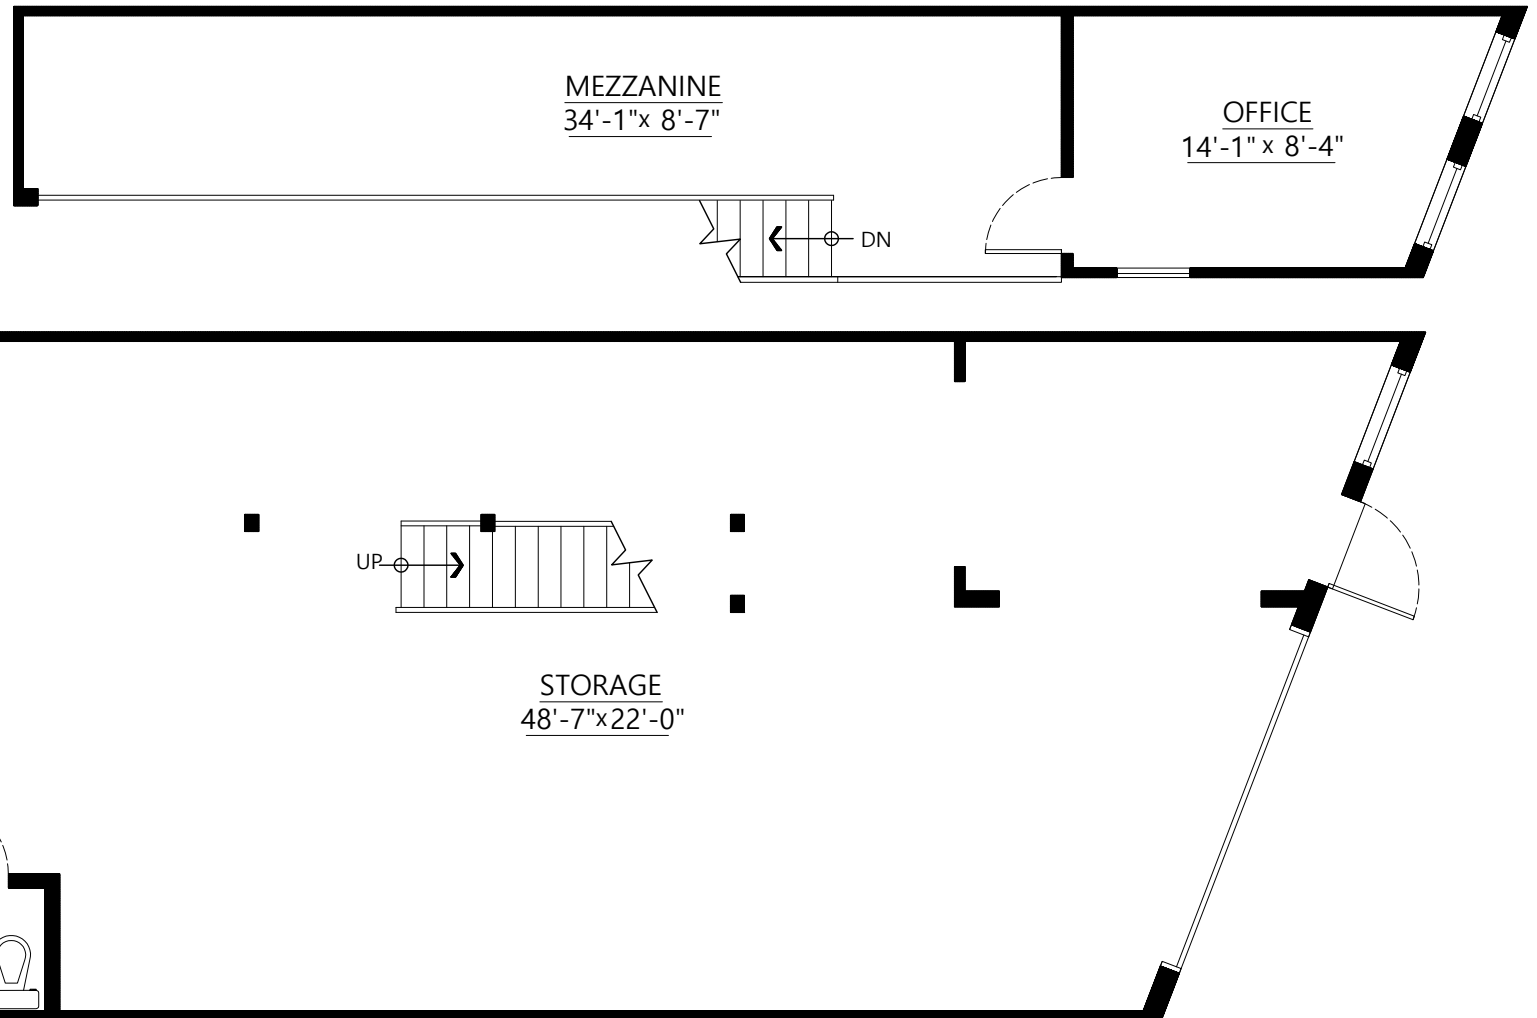 MEZZANINE
34'-1"x 8'-7"
OFFICE
14'-1" x 8'-4"
DN
UP
STORAGE
48'-7"x22'-0"